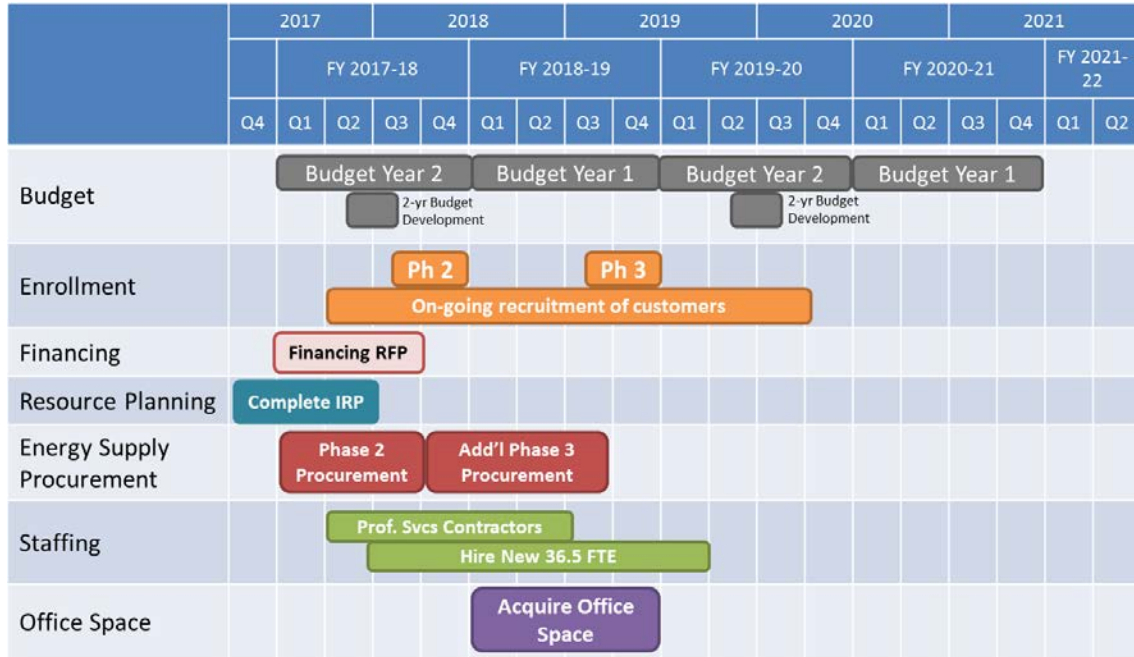 2017 2018 2019 2020 2021
FY 2017-18 FY 2018-19 FY 2019-20 FY 2020-21 FY 2021-
22
Q4 Q1 Q2 Q3 Q4 Q1 Q2 Q3 Q4 Q1 Q2 Q3 Q4 Q1 Q2 Q3 Q4 Q1 Q2
Budget
Budget Year 2 Budget Year 1 Budget Year 2 Budget Year 1
2-yr Budget
Development
2-yr Budget
Development
Enrollment
Ph 2 Ph 3
On-going recruitment of customers
Financing
Financing RFP
Resource Planning
Complete IRP
Energy Supply
Procurement
Phase 2
Procurement
Add'l Phase 3
Procurement
Staffing
Prof. Svcs Contractors
Hire New 36.5 FTE
Office Space
Acquire Office
Space